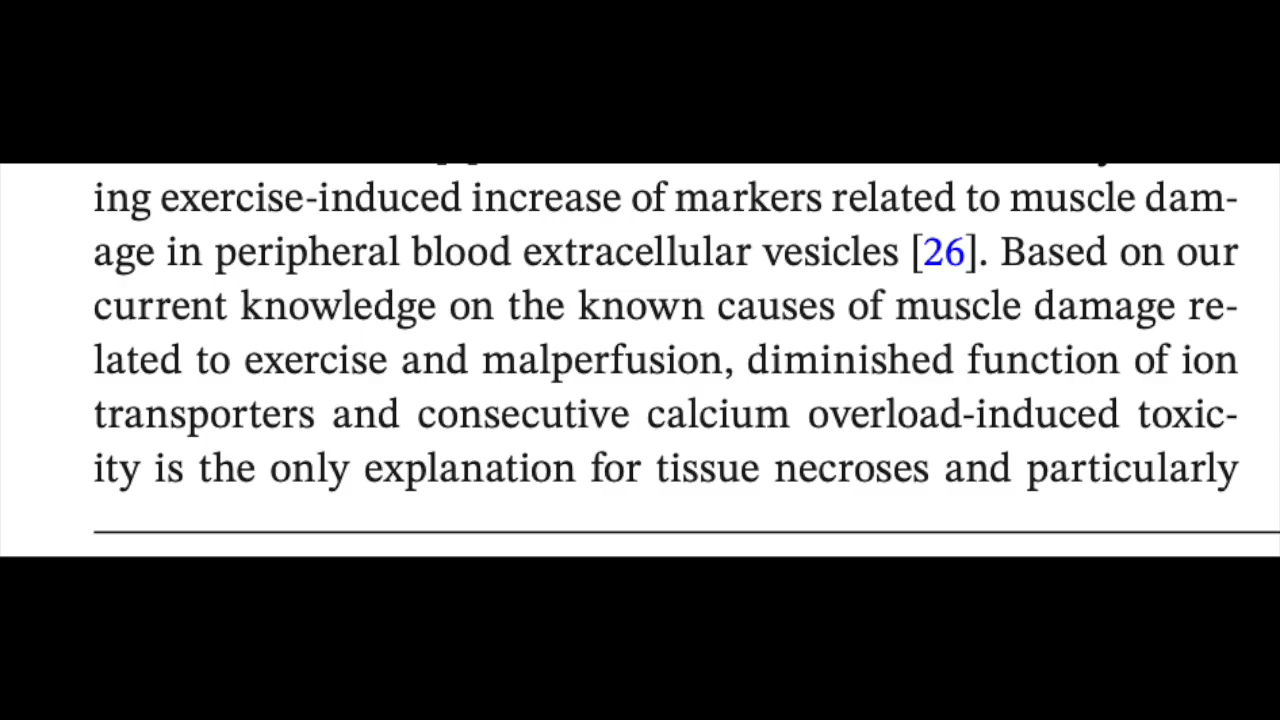 ing exercise-induced increase of markers related to muscle dam-
age in peripheral blood extracellular vesicles [26]. Based on our
current knowledge on the known causes of muscle damage re-
lated to exercise and malperfusion, diminished function of ion
transporters and consecutive calcium overload-induced toxic-
ity is the only explanation for tissue necroses and particularly